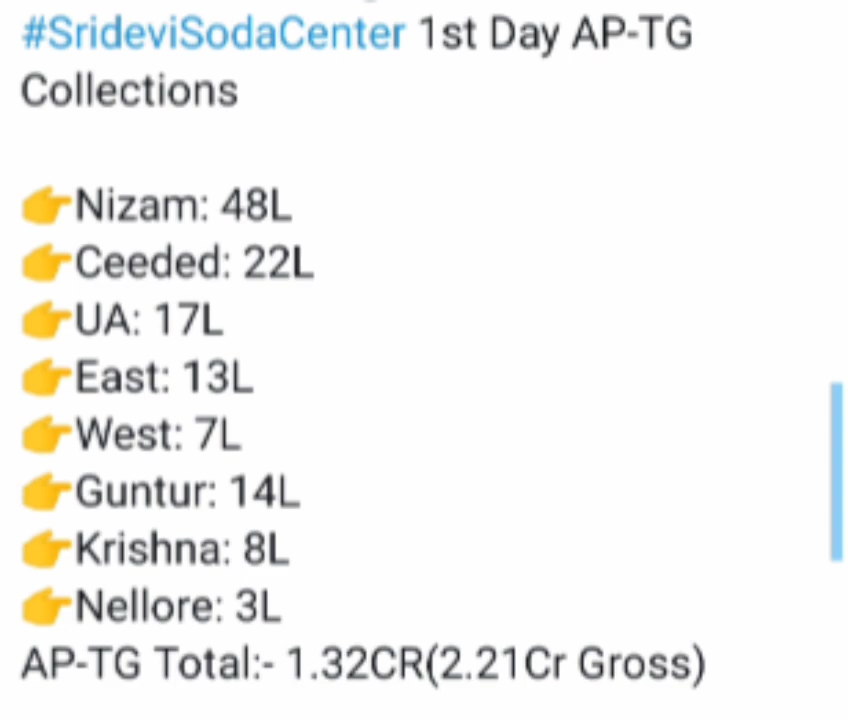 #SrideviSodaCenter 1st Day AP-TG
Collections
👉Nizam: 48L
👉Ceeded: 22L
👉UA: 17L
👉East: 13L
👉West: 7L
👉Guntur: 14L
👉Krishna: 8L
👉Nellore: 3L
AP-TG Total:- 1.32CR(2.21Cr Gross)